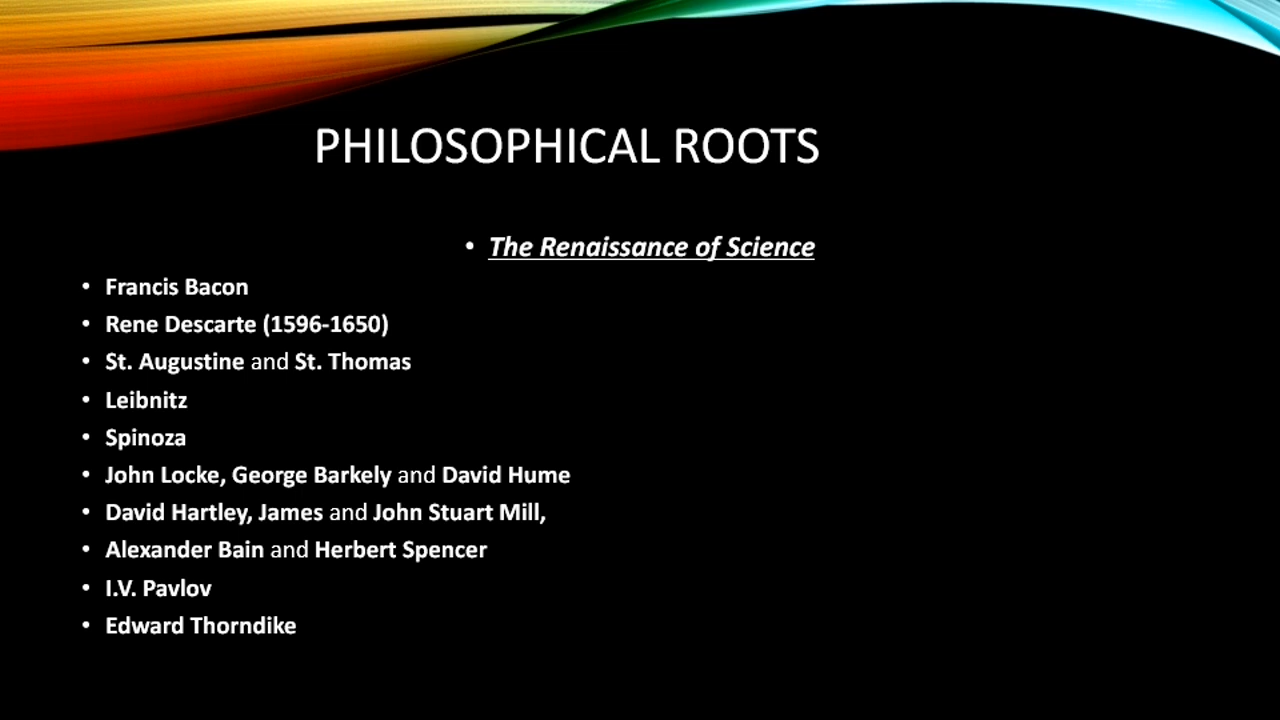 PHILOSOPHICAL ROOTS
• The Renaissance of Science
• Francis Bacon
• Rene Descarte (1596-1650)
• St. Augustine and St. Thomas
• Leibnitz
• Spinoza
• John Locke, George Barkely and David Hume
• David Hartley, James and John Stuart Mill,
• Alexander Bain and Herbert Spencer
• I.V. Pavlov
• Edward Thorndike